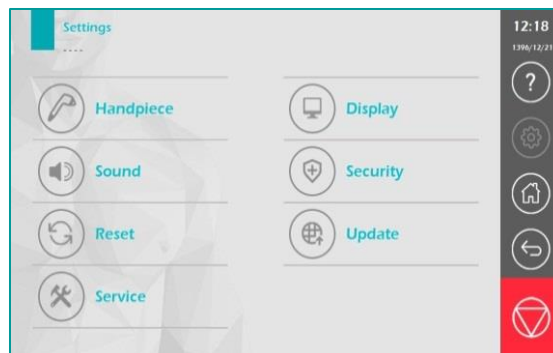 Settings
----
12:18
1396/12/21
?
Handpiece
Display
Sound
Security
Reset
Update
Service